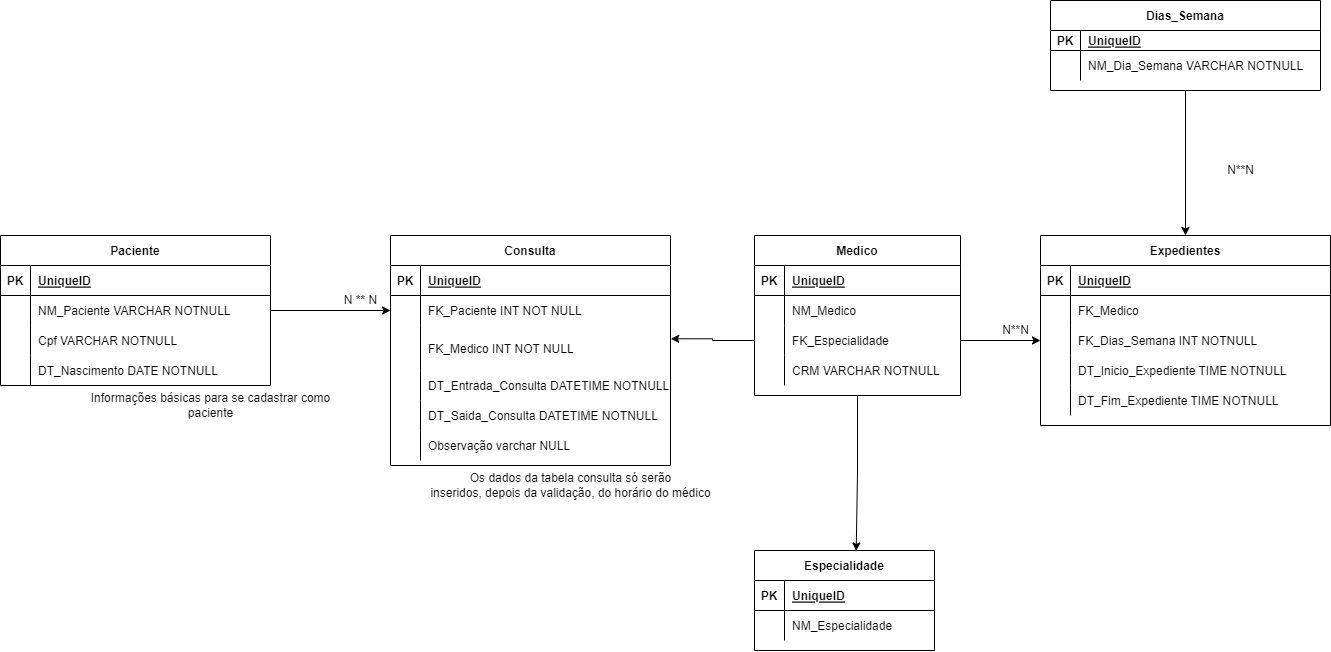 Dias_Semana
PK UniqueID
NM_Dia_Semana VARCHAR NOTNULL
N**N
Paciente
PK UniqueID
NM_Paciente VARCHAR NOTNULL
Cpf VARCHAR NOTNULL
DT_Nascimento DATE NOTNULL
Informações básicas para se cadastrar como
paciente
N ** N
Consulta
PK UniqueID
FK_Paciente INT NOT NULL
FK_Medico INT NOT NULL
DT_Entrada_Consulta DATETIME NOTNULL
DT_Saida_Consulta DATETIME NOTNULL
Observação varchar NULL
Os dados da tabela consulta só serão
inseridos, depois da validação, do horário do médico
Medico
PK UniqueID
NM_Medico
FK_Especialidade
CRM VARCHAR NOTNULL
N**N
Expedientes
PK UniqueID
FK_Medico
FK_Dias_Semana INT NOTNULL
DT_Inicio_Expediente TIME NOTNULL
DT_Fim_Expediente TIME NOTNULL
Especialidade
PK UniqueID
NM_Especialidade